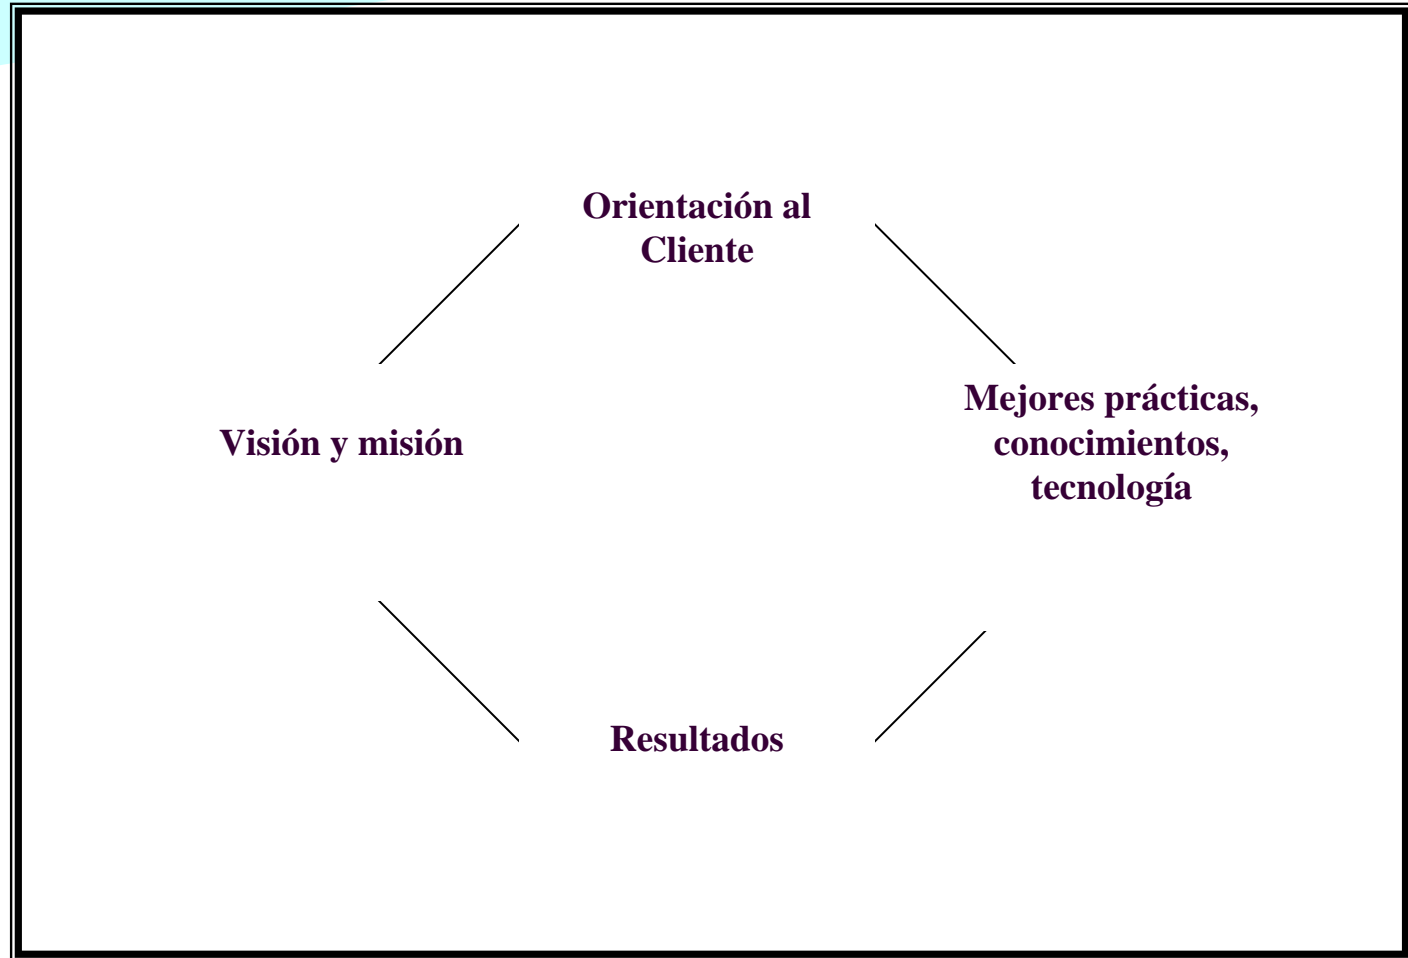 Orientación al
Cliente
Visión y misión
Mejores prácticas,
conocimientos,
tecnología
Resultados